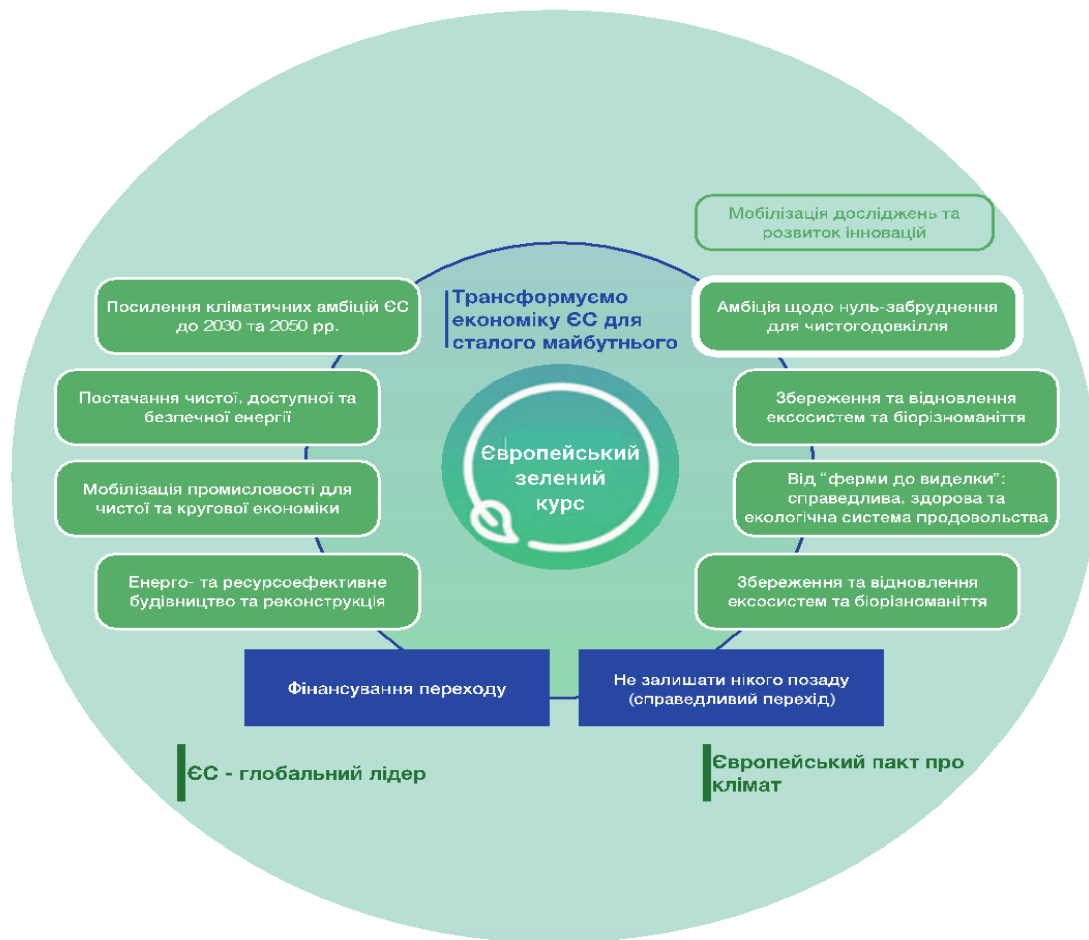 Мобілізація досліджень та
розвиток інновацій
Трансформуємо
економіку ЄС для
сталого майбутнього
Посилення кліматичних амбіцій ЄС
до 2030 та 2050 рр.
Постачання чистої, доступної та
безпечної енергії
Мобілізація промисловості для
чистої та кругової економіки
Енерго- та ресурсоефективне
будівництво та реконструкція
Європейський
зелений
курс
Амбіція щодо нуль-забруднення
для чистогодовкілля
Збереження та відновлення
ексосистем та біорізноманіття
Від “ферми до виделки”:
справедлива, здорова та
екологічна система продовольства
Збереження та відновлення
ексосистем та біорізноманіття
Фінансування переходу
Не залишати нікого позаду
(справедливий перехід)
ЄС - глобальний лідер
Європейський пакт про
клімат